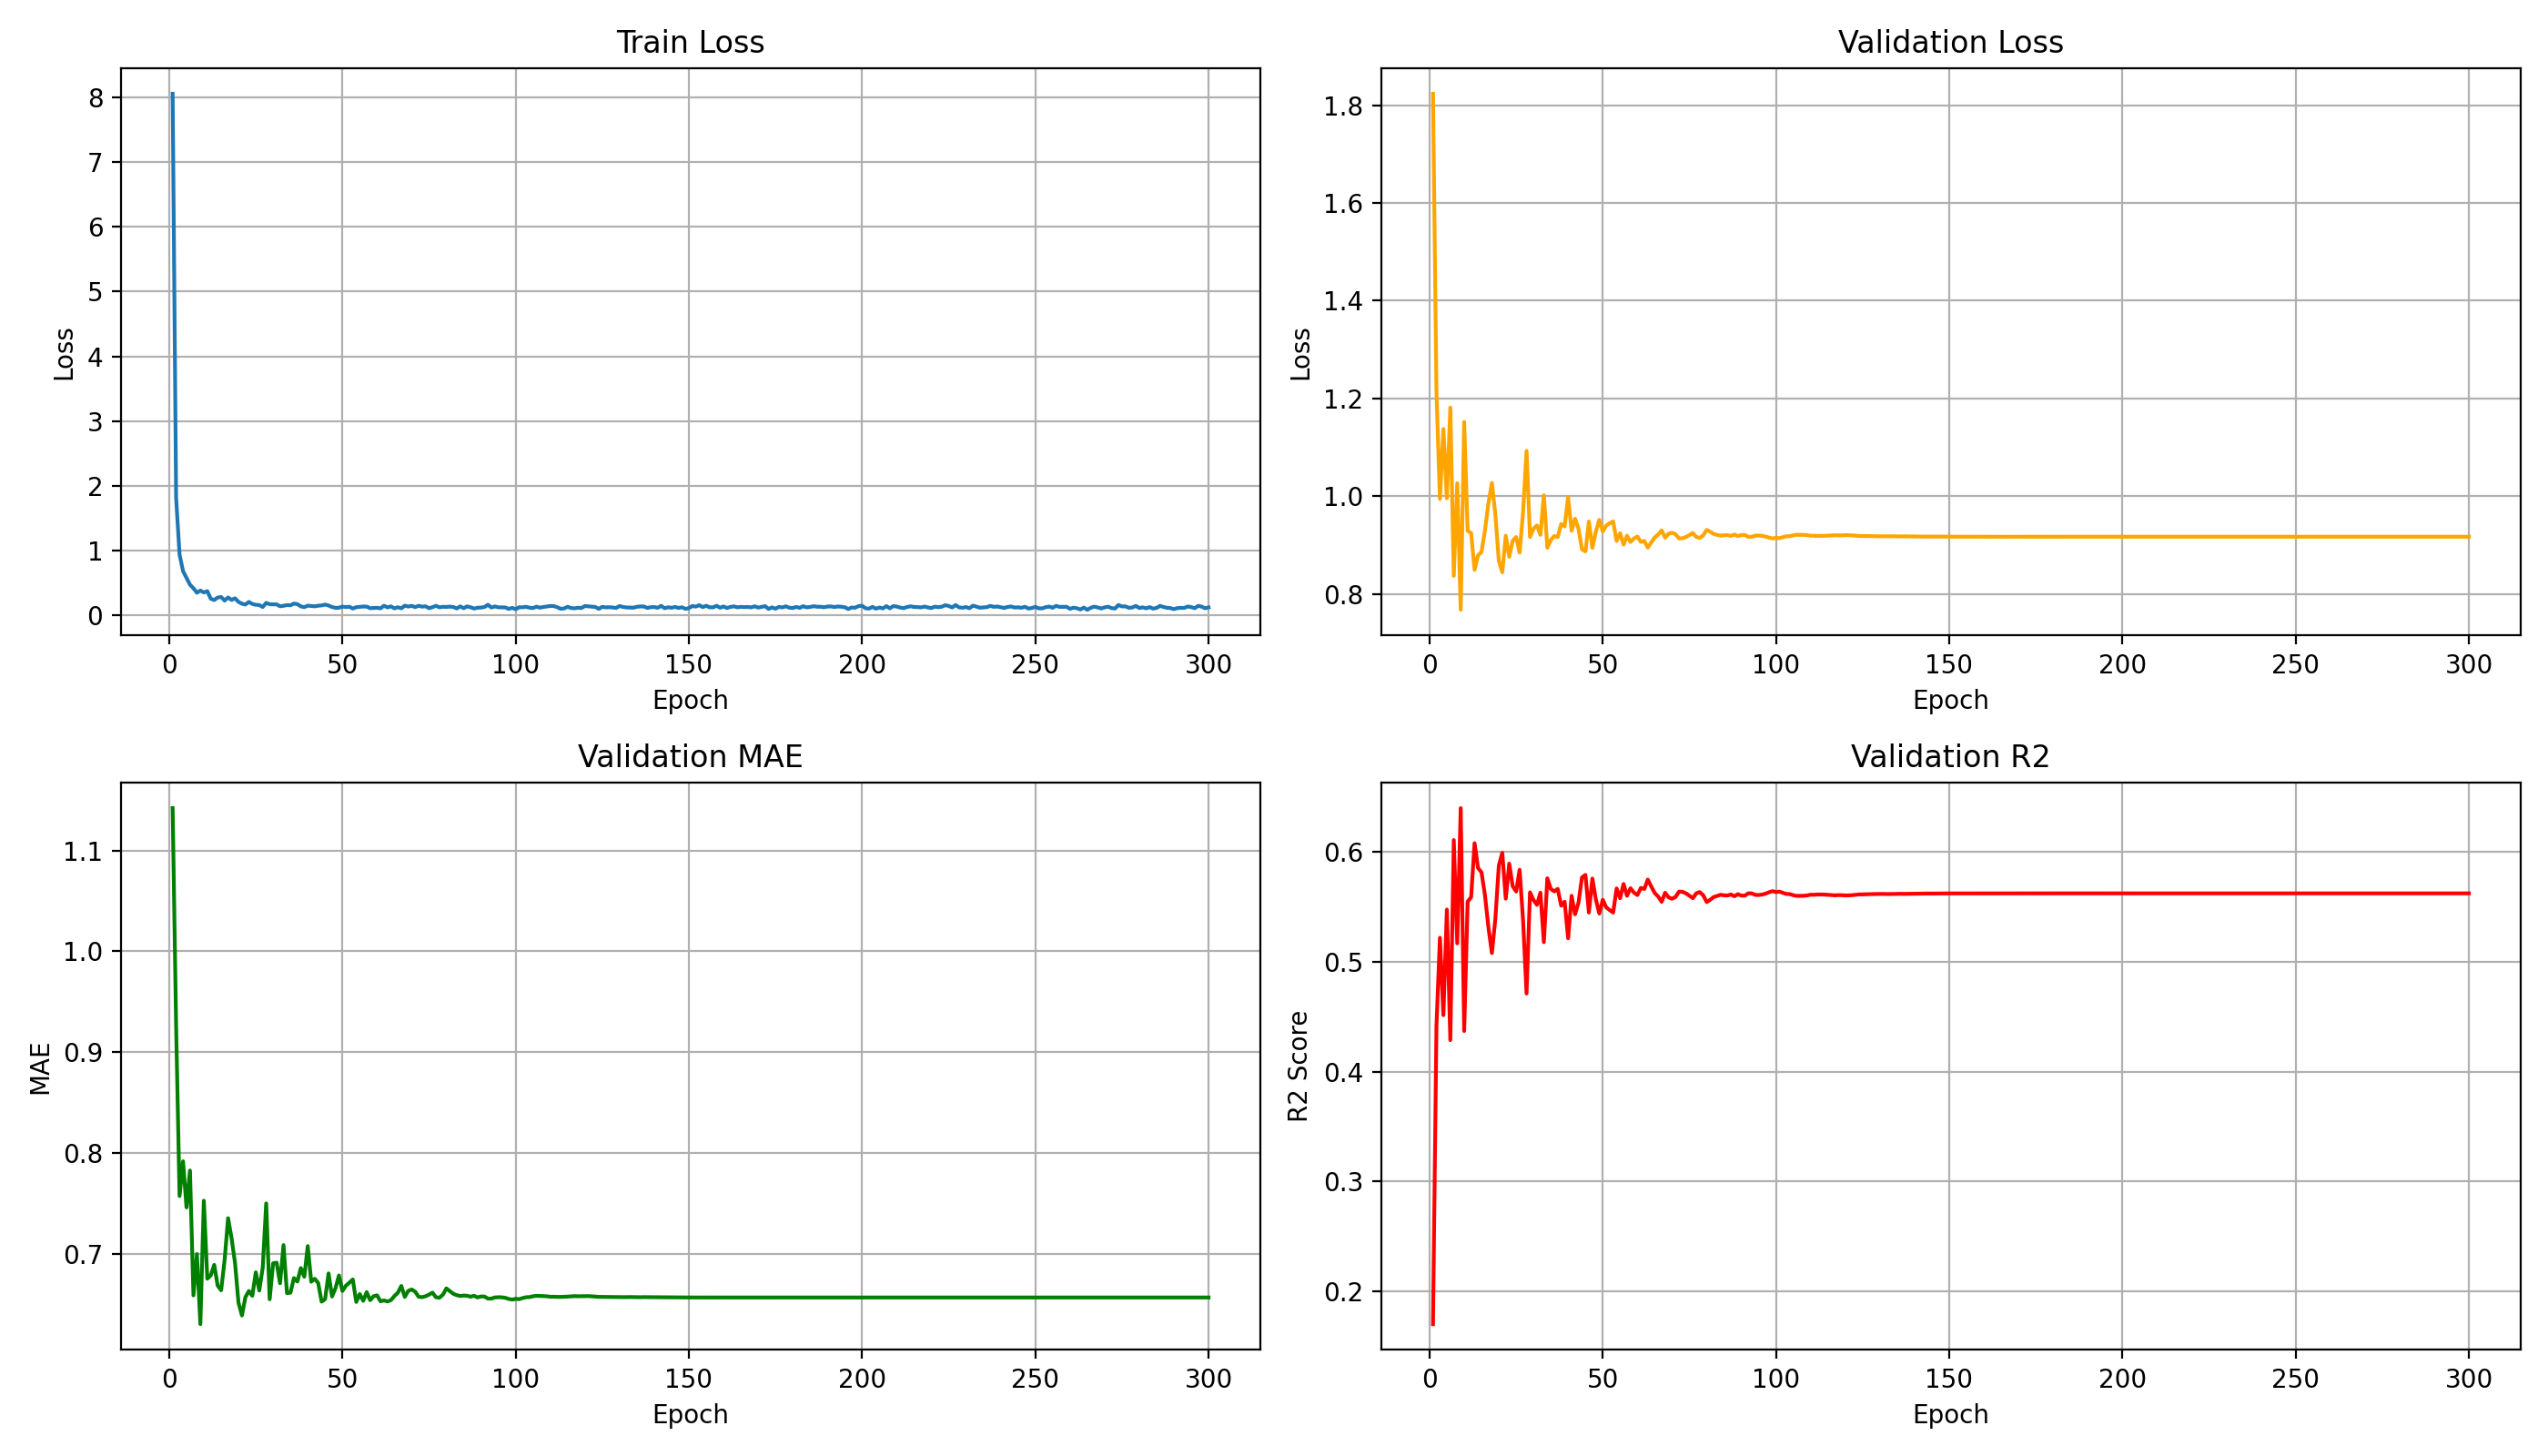 Train Loss
8
7
6
5
4
3
2
1
0
Loss
0 50 100 150 200 250 300
Epoch
Validation Loss
1.8
1.6
1.4
1.2
1.0
0.8
Loss
0 50 100 150 200 250 300
Epoch
Validation MAE
1.1
1.0
0.9
0.8
0.7
MAE
0 50 100 150 200 250 300
Epoch
Validation R2
0.6
0.5
0.4
0.3
0.2
R2 Score
0 50 100 150 200 250 300
Epoch